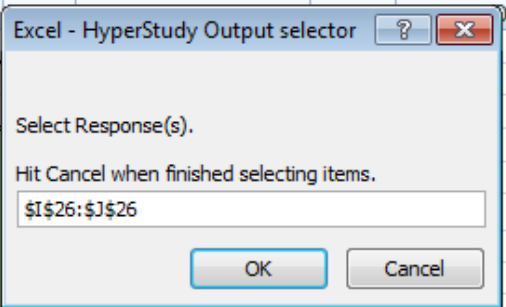 Excel - HyperStudy Output selector
Select Response(s).
Hit Cancel when finished selecting items.
$I$26:$J$26
OK Cancel